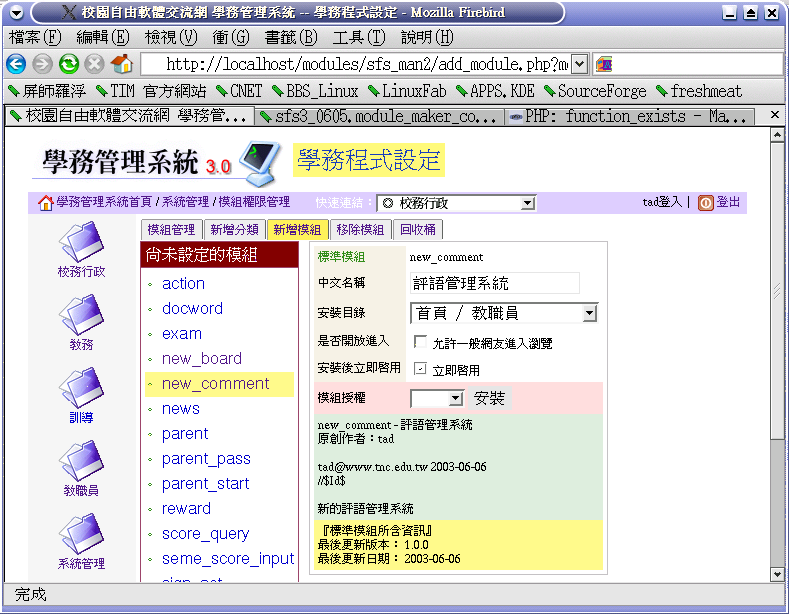 校園自由軟體交流網 學務管理系統 -- 學務程式設定 - Mozilla Firebird
檔案(F) 編輯(E) 檢視(V) 衝(G) 書籤(B) 工具(T) 說明(H)
http://localhost/modules/sfs_man2/add_module.php?m
屏師羅浮 TIM 官方網站 CNET BBS_Linux LinuxFab APPS.KDE SourceForge freshmeat
校園自由軟體交流網 學務管... sfs3_0605.module_maker_co... PHP: function_exists - Ma...
學務管理系統 3.0 學務程式設定
學務管理系統首頁 / 系統管理 / 模組權限管理 快速連結: ◎ 校務行政 tad登入 | 登出
模組管理 新增分類 新增模組 移除模組 回收桶
校務行政
教務
訓導
教職員
系統管理
尚未設定的模組
action
docword
exam
new_board
new_comment
news
parent
parent_pass
parent_start
reward
score_query
seme_score_input
標準模組 new_comment
中文名稱 評語管理系統
安裝目錄 首頁 / 教職員
是否開放進入 允許一般網友進入瀏覽
安裝後立即啓用 立即啓用
模組授權 安裝
new_comment - 評語管理系統
原創作者：tad
tad@www.tnc.edu.tw 2003-06-06
//$Id$
新的評語管理系統
『標準模組所含資訊』
最後更新版本： 1.0.0
最後更新日期： 2003-06-06
完成